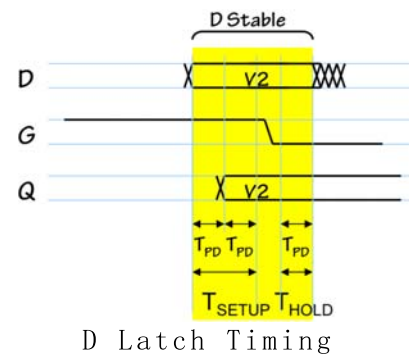 D Stable
D V2
G
Q V2
TPD TPD TPD
TSETUP THOLD
D Latch Timing